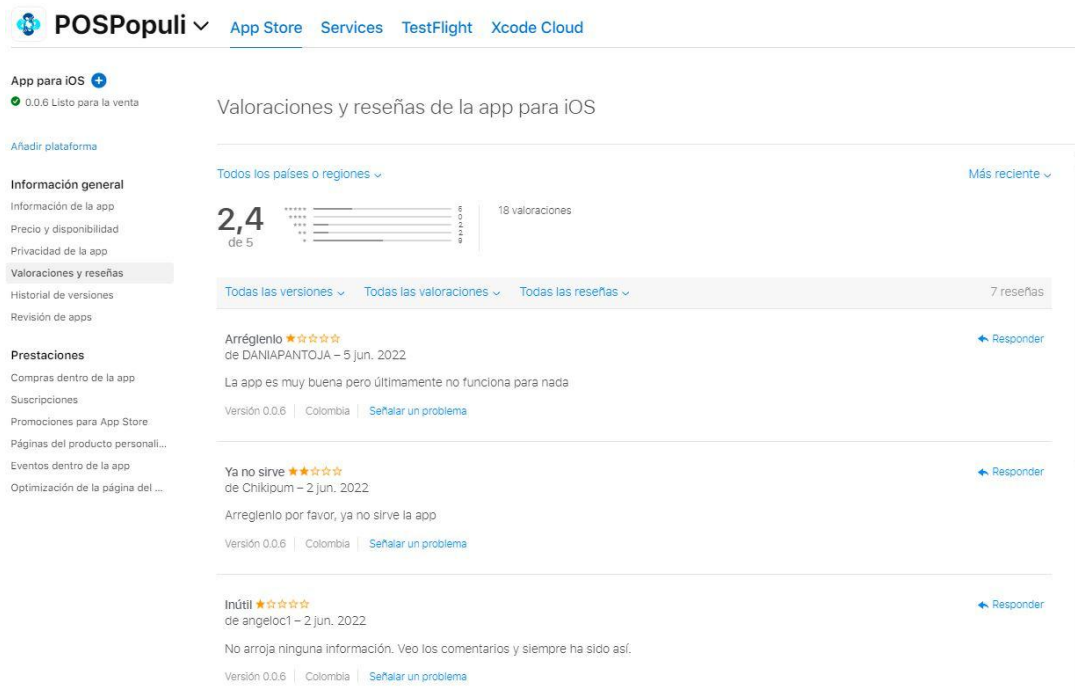 POSPopuli App Store Services TestFlight Xcode Cloud
App para iOS
0.0.6 Listo para la venta
Añadir plataforma
Información general
Información de la app
Precio y disponibilidad
Privacidad de la app
Valoraciones y reseñas
Historial de versiones
Revisión de apps
Prestaciones
Compras dentro de la app
Suscripciones
Promociones para App Store
Páginas del producto personali...
Eventos dentro de la app
Optimización de la página del ...
Valoraciones y reseñas de la app para iOS
Todos los países o regiones
Más reciente
2,4
de 5
5
0
2
2
9
18 valoraciones
Todas las versiones Todas las valoraciones Todas las reseñas
7 reseñas
Arréglenlo
Responder
de DANIAPANTOJA – 5 jun. 2022
La app es muy buena pero últimamente no funciona para nada
Versión 0.0.6 Colombia Señalar un problema
Ya no sirve
Responder
de Chikipum – 2 jun. 2022
Arreglenlo por favor, ya no sirve la app
Versión 0.0.6 Colombia Señalar un problema
Inútil
Responder
de angeloc1 – 2 jun. 2022
No arroja ninguna información. Veo los comentarios y siempre ha sido así.
Versión 0.0.6 Colombia Señalar un problema